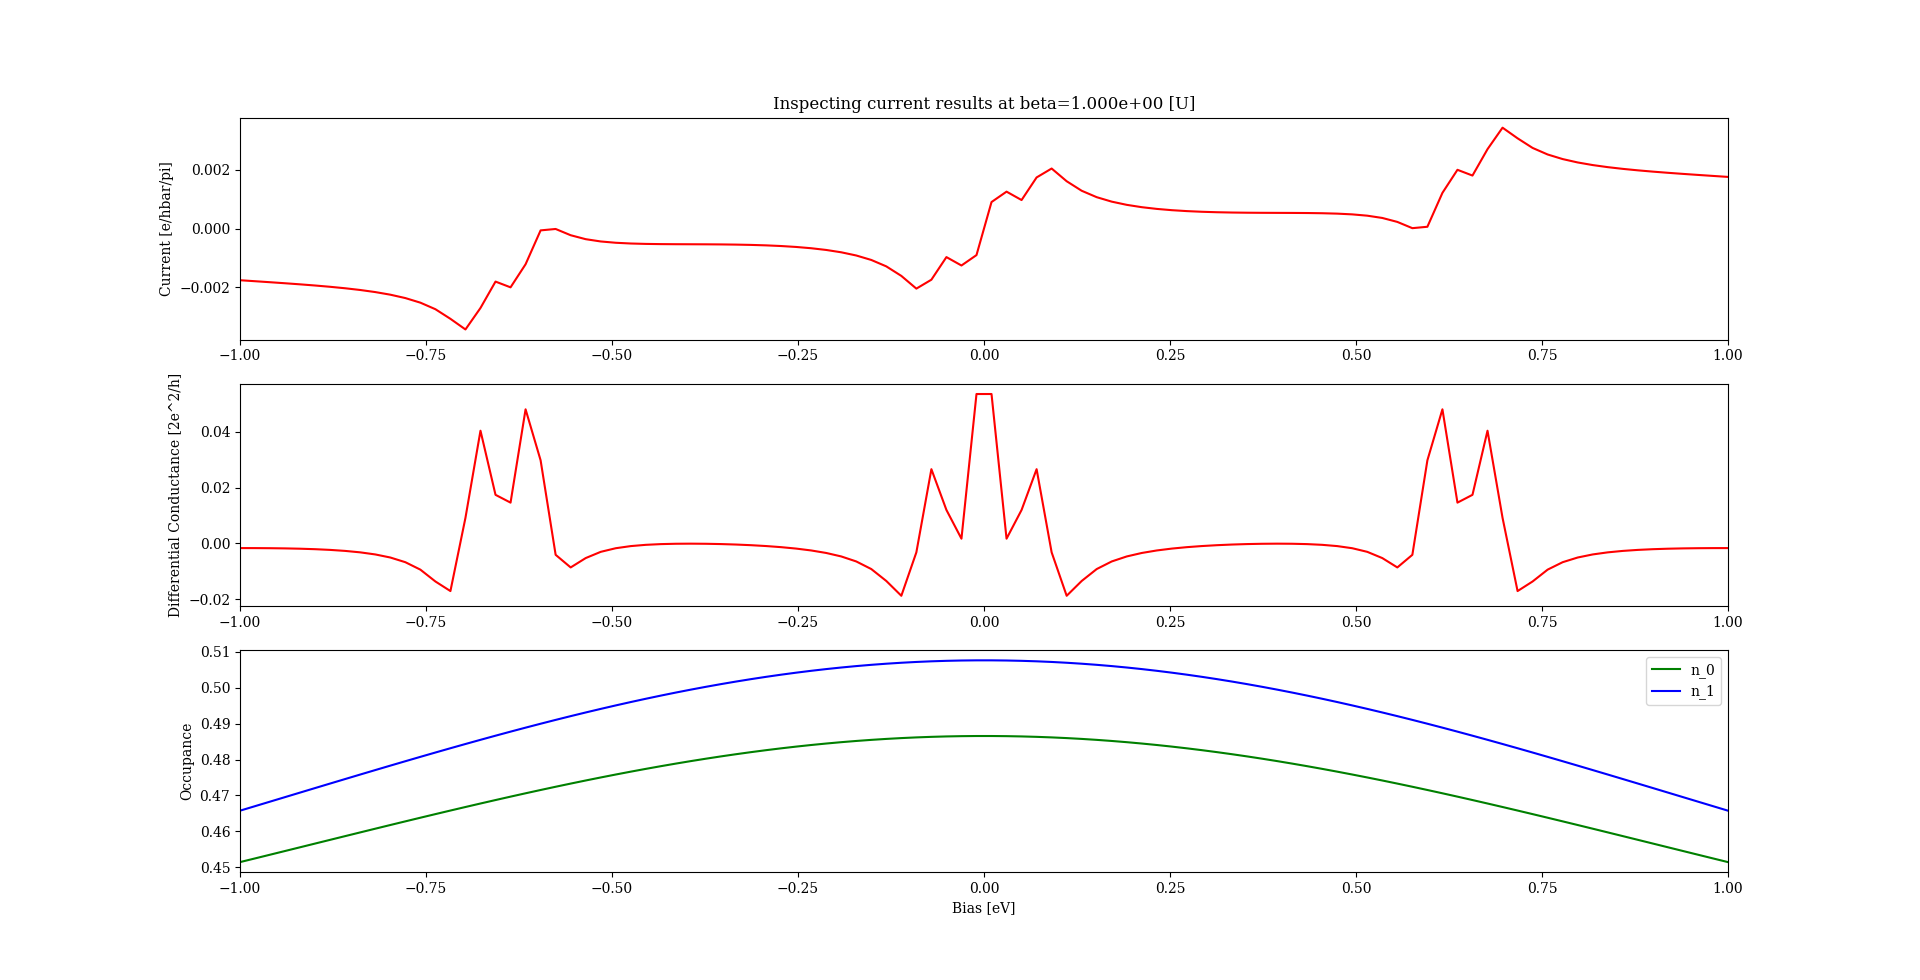 Inspecting current results at beta=1.000e+00 [U]
Current [e/hbar/pi]
0.002
0.000
−0.002
−1.00 −0.75 −0.50 −0.25 0.00 0.25 0.50 0.75 1.00
Differential Conductance [2e^2/h]
0.04
0.02
0.00
−0.02
−1.00 −0.75 −0.50 −0.25 0.00 0.25 0.50 0.75 1.00
Occupance
0.51
0.50
0.49
0.48
0.47
0.46
0.45
n_0
n_1
−1.00 −0.75 −0.50 −0.25 0.00 0.25 0.50 0.75 1.00
Bias [eV]